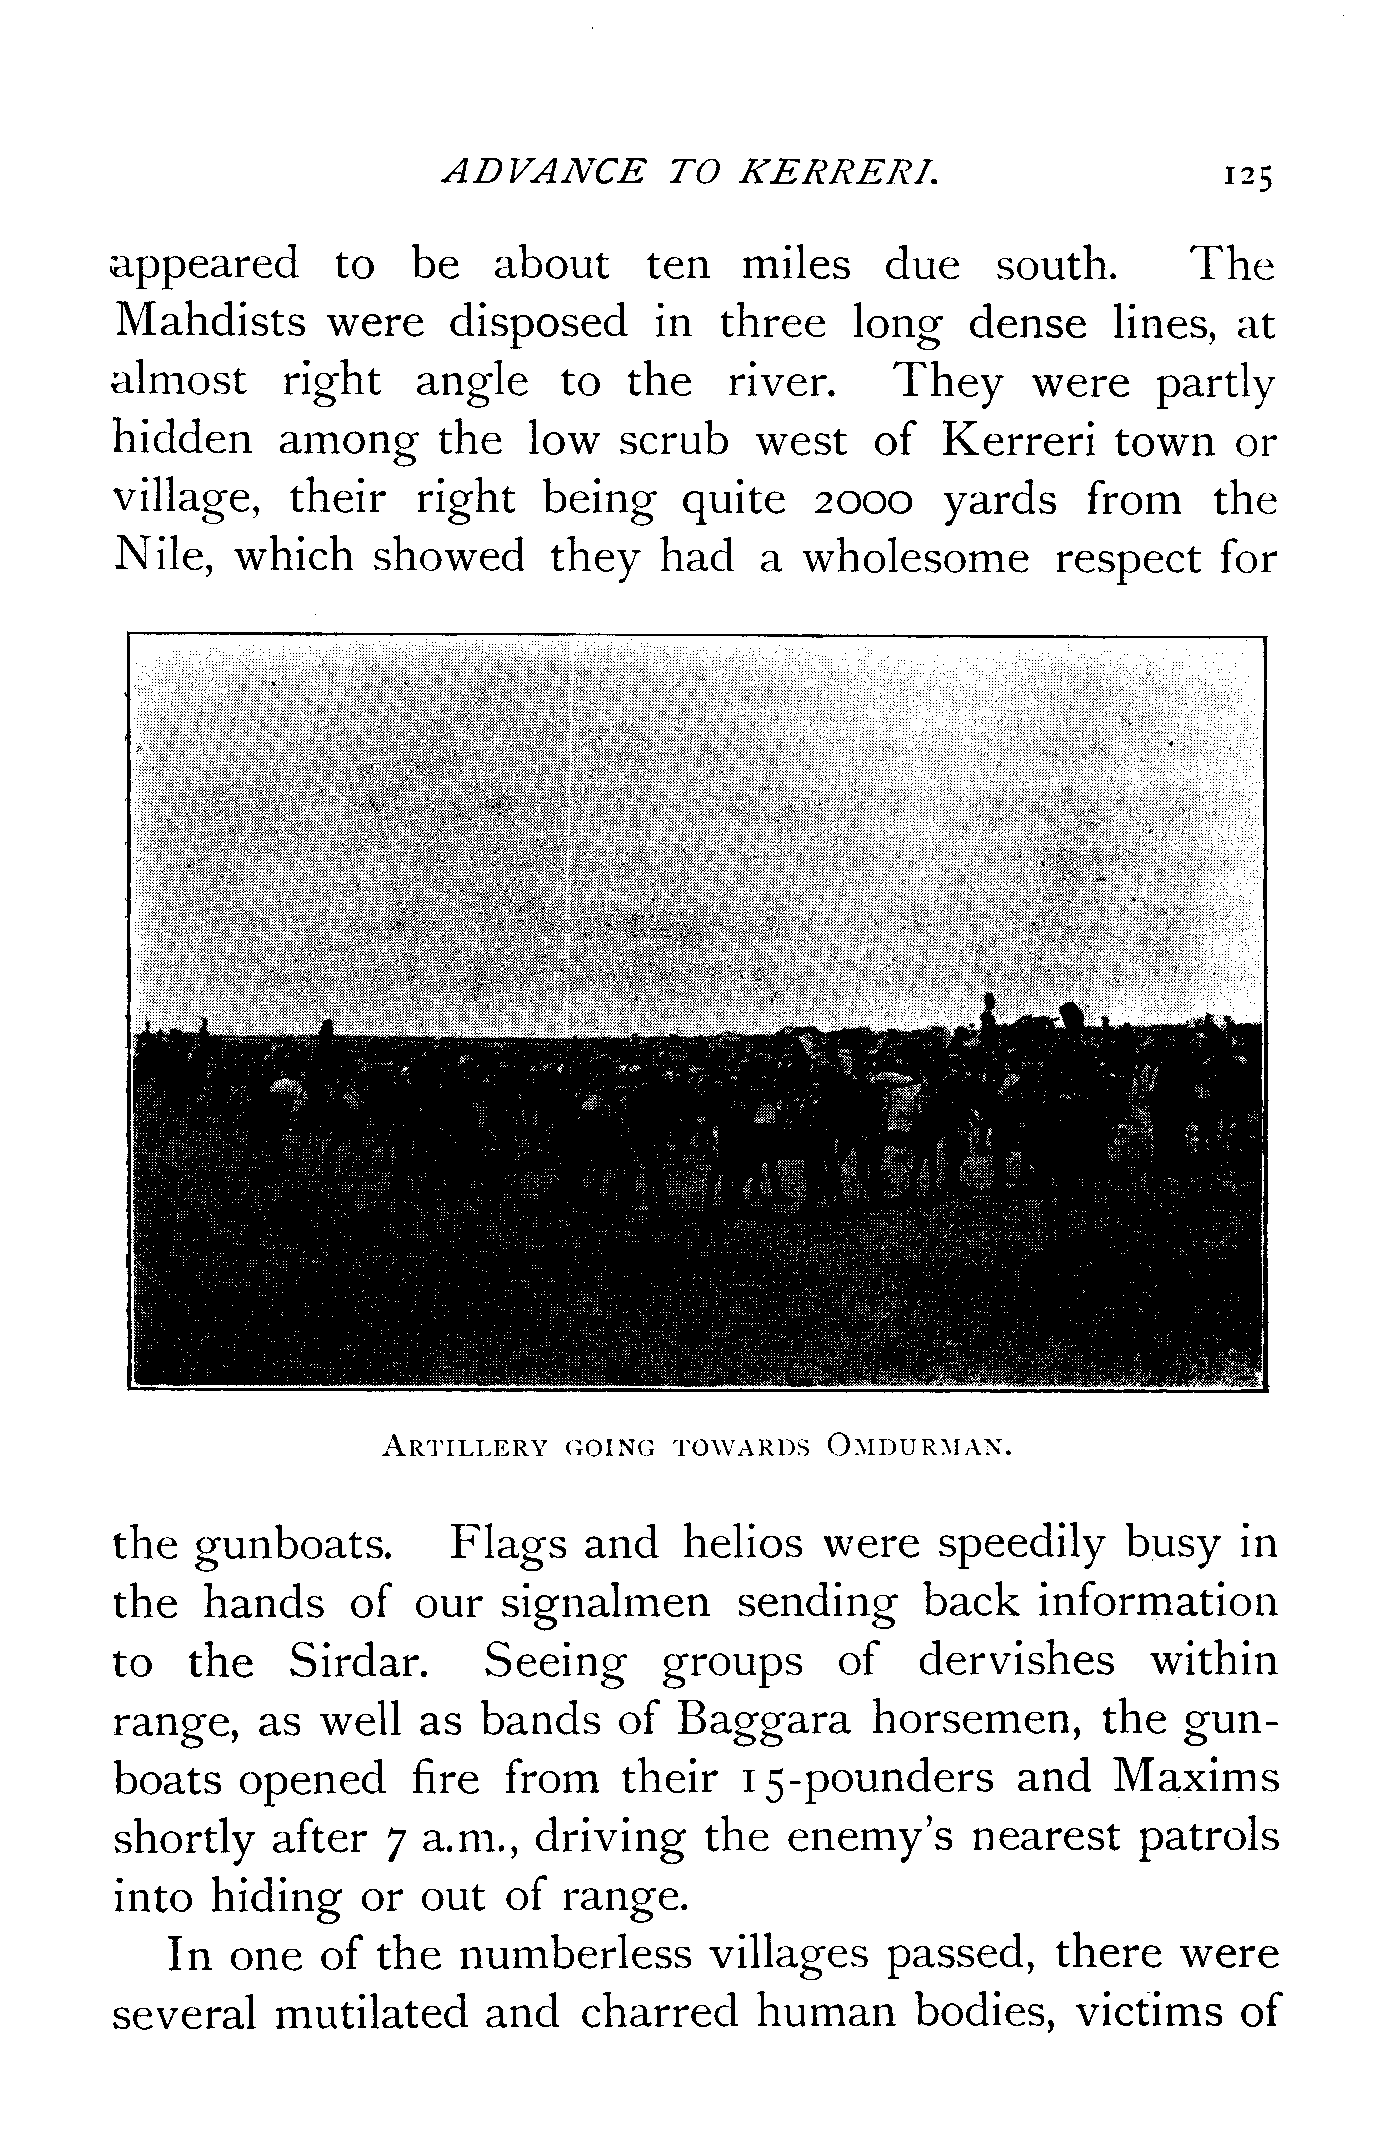 ADVANCE TO KERRERI. 125
appeared to be about ten miles due south. The
Mahdists were disposed in three long dense lines, at
almost right angle to the river. They were partly
hidden among the low scrub west of Kerreri town or
village, their right being quite 2000 yards from the
Nile, which showed they had a wholesome respect for
ARTILLERY GOING TOWARDS OMDURMAN.
the gunboats. Flags and helios were speedily busy in
the hands of our signalmen sending back information
to the Sirdar. Seeing groups of dervishes within
range, as well as bands of Baggara horsemen, the gun-
boats opened fire from their 15-pounders and Maxims
shortly after 7 a.m., driving the enemy's nearest patrols
into hiding or out of range.
In one of the numberless villages passed, there were
several mutilated and charred human bodies, victims of